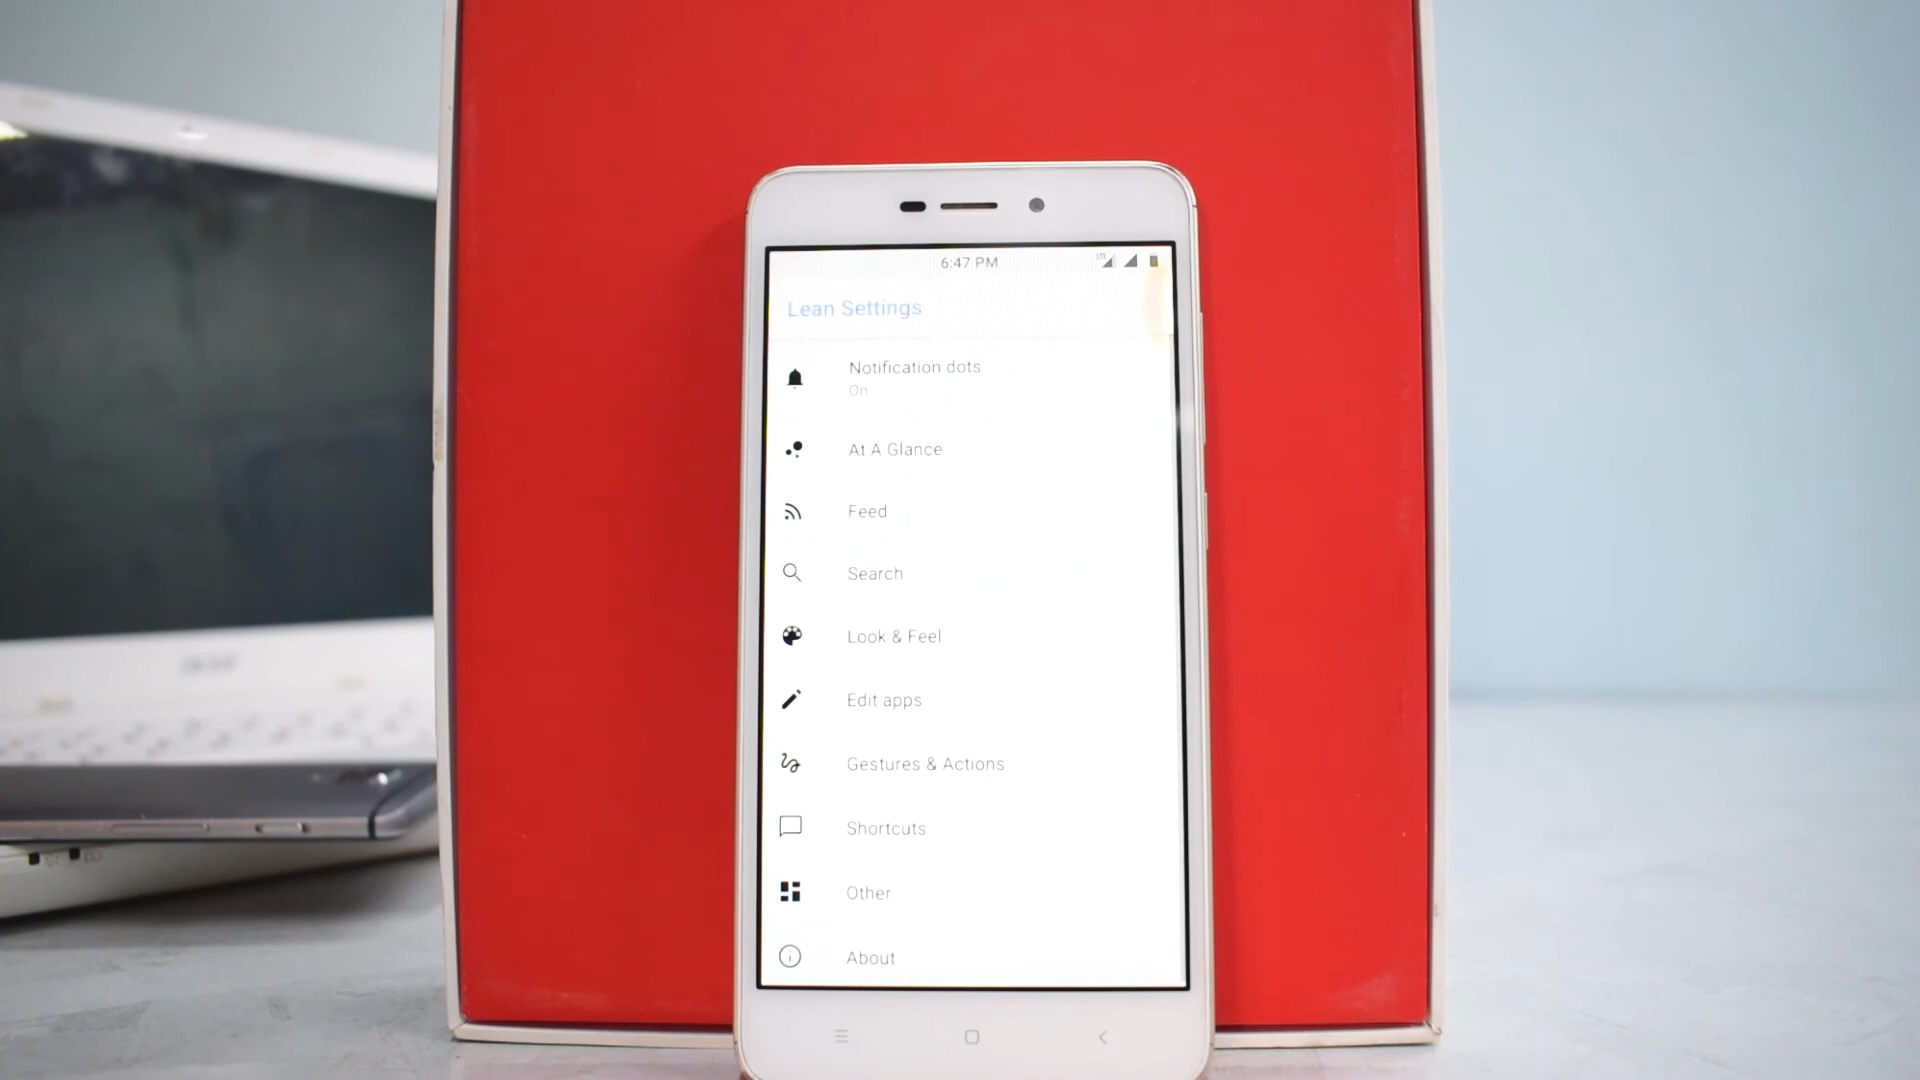 6:47 PM
LTE
Lean Settings
Notification dots
On
At A Glance
Feed
Search
Look & Feel
Edit apps
Gestures & Actions
Shortcuts
Other
About